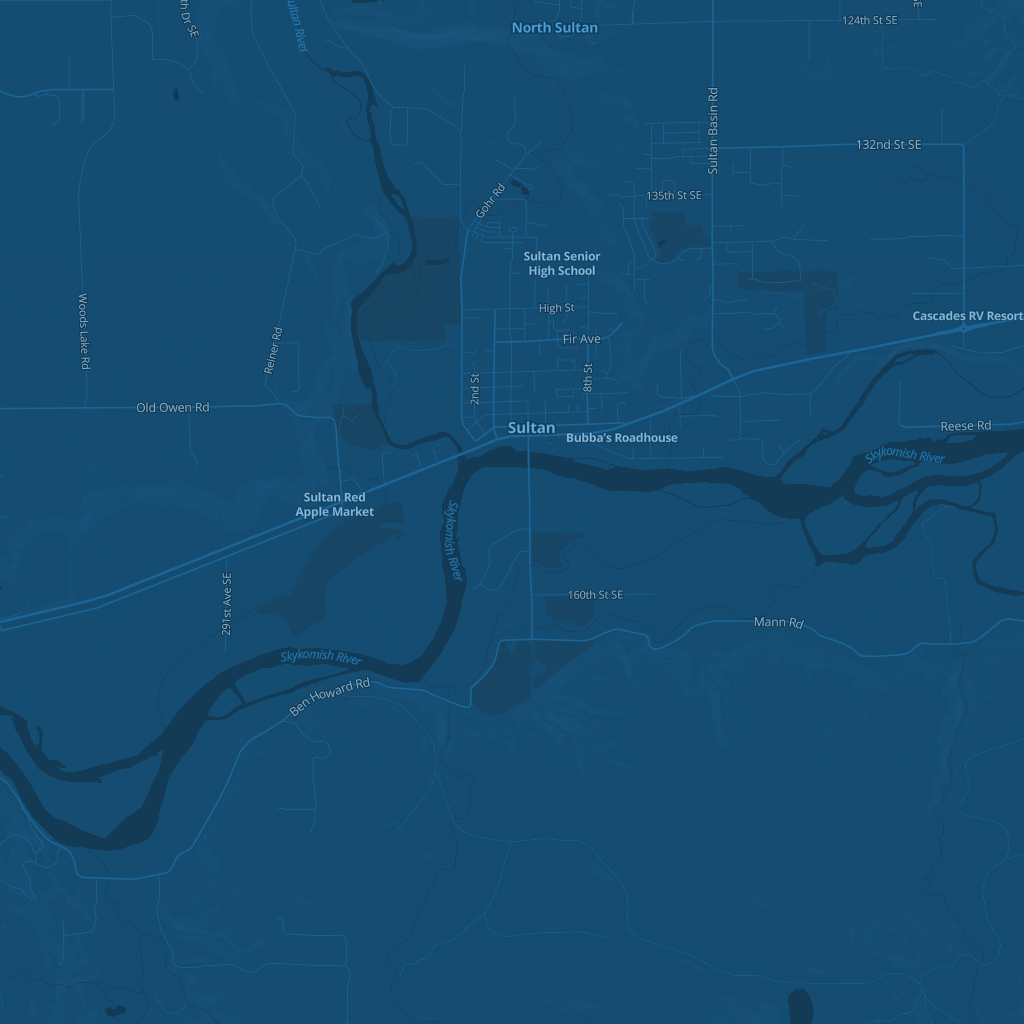 North Sultan
124th St SE
Sultan River
Sultan Basin Rd
132nd St SE
135th St SE
Gohr Rd
Sultan Senior
High School
High St
Cascades RV Resort
Woods Lake Rd
Reiner Rd
Fir Ave
2nd St
8th St
Old Owen Rd
Sultan
Bubba's Roadhouse
Reese Rd
Skykomish River
Sultan Red
Apple Market
Skykomish River
291st Ave SE
160th St SE
Mann Rd
Skykomish River
Ben Howard Rd